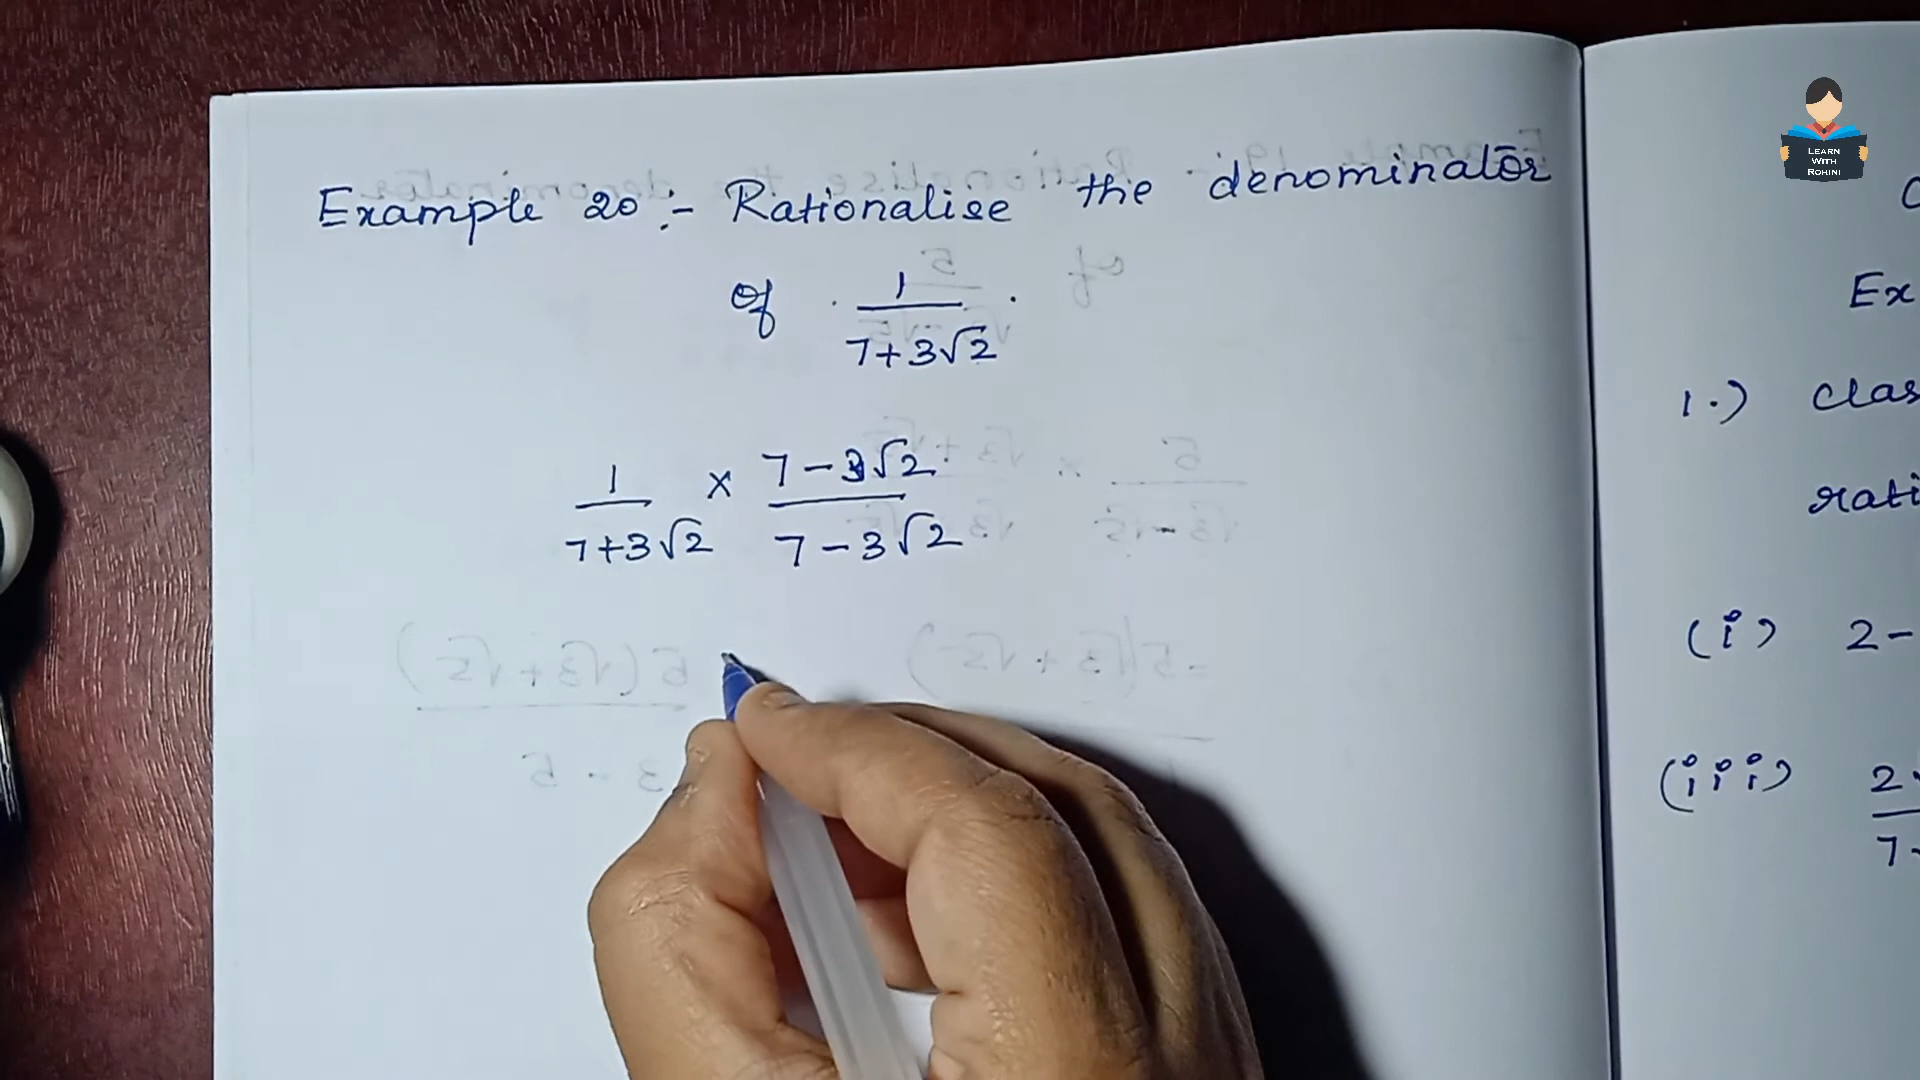 Example 20 :- Rationalise the denominator
of 1/(7+3√2) .
1/(7+3√2) × (7-3√2)/(7-3√2)
LEARN
WITH
ROHINI
Ex
1.) Clas
rati
(i) 2-
(iii) 2
7